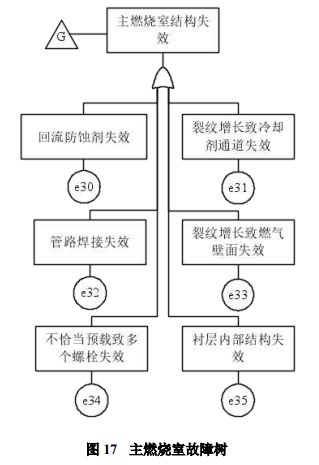 主燃烧室结构失
效
G
回流防蚀剂失效
裂纹增长致冷却
剂通道失效
e30
e31
管路焊接失效
裂纹增长致燃气
壁面失效
e32
e33
不恰当预载致多
个螺栓失效
衬层内部结构失
效
e34
e35
图 17 主燃烧室故障树